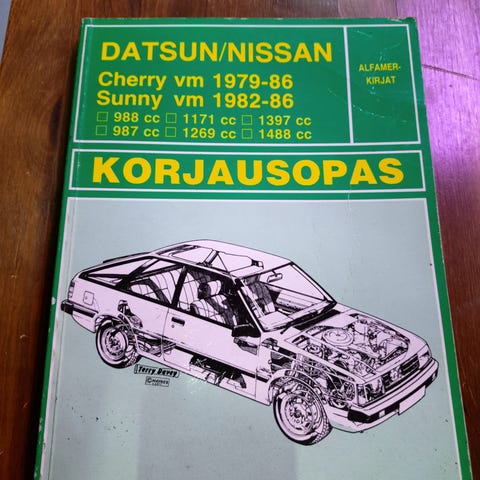 DATSUN/NISSAN
Cherry vm 1979-86
Sunny vm 1982-86
988 cc 1171 cc 1397 cc
987 cc 1269 cc 1488 cc
ALFAMER-
KIRJAT
KORJAUSOPAS
Terry Davey
© HAYNES